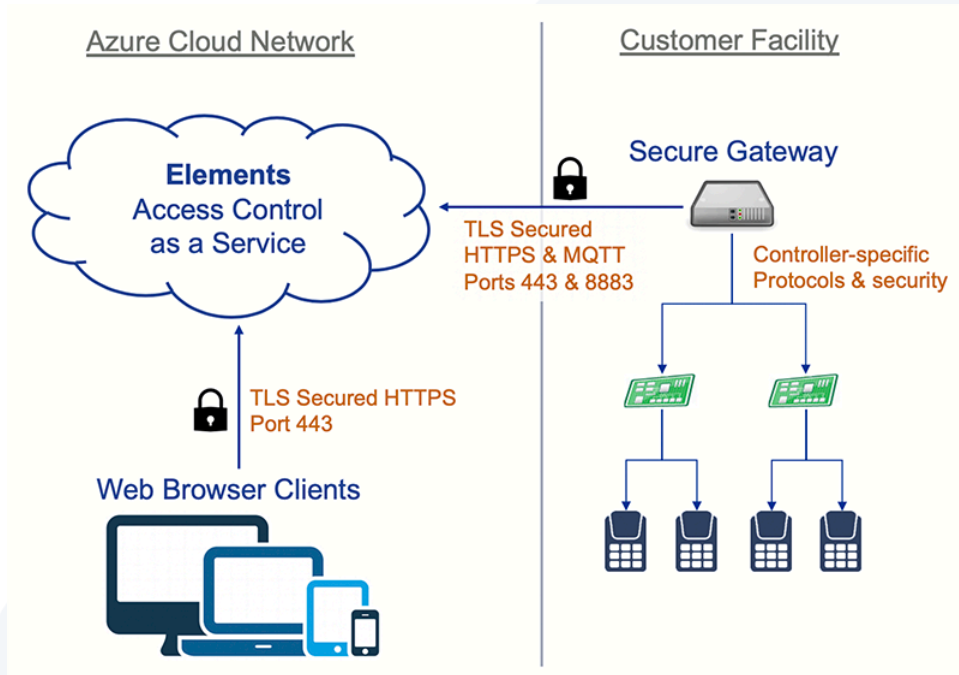 Azure Cloud Network
Customer Facility
Elements
Access Control
as a Service
Secure Gateway
TLS Secured
HTTPS & MQTT
Ports 443 & 8883
Controller-specific
Protocols & security
TLS Secured HTTPS
Port 443
Web Browser Clients